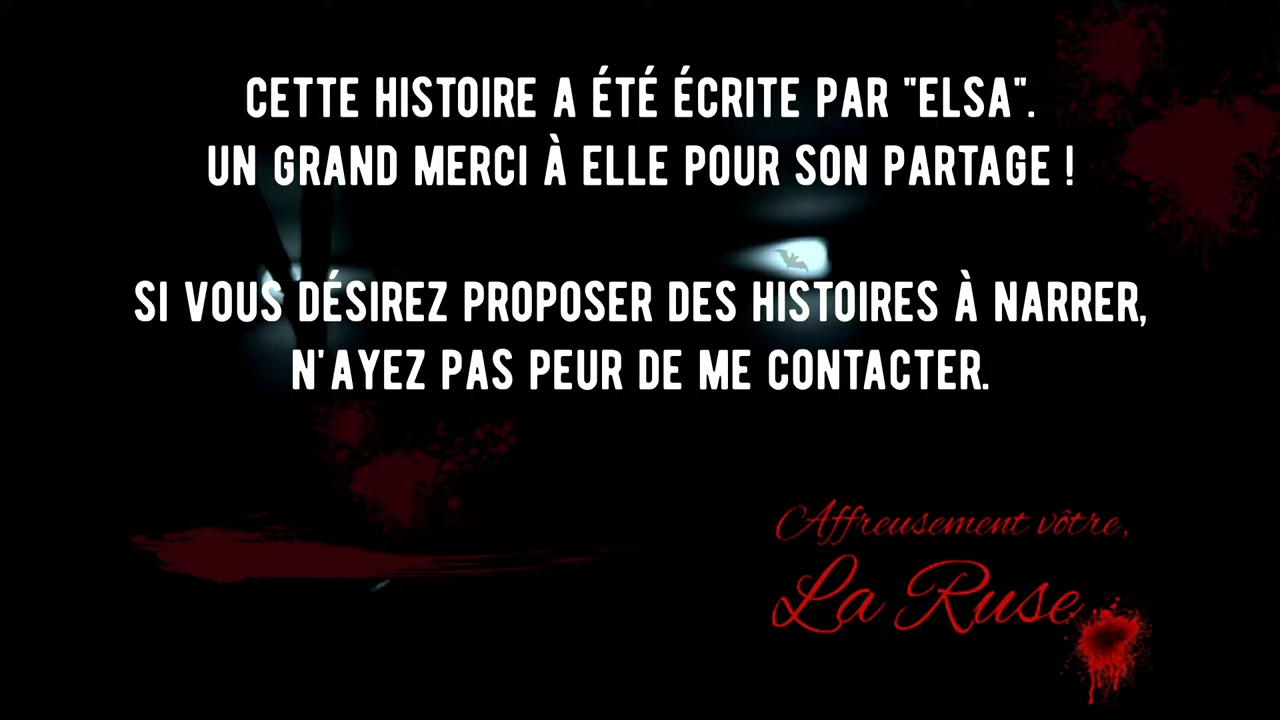 CETTE HISTOIRE A ÉTÉ ÉCRITE PAR "ELSA".
UN GRAND MERCI À ELLE POUR SON PARTAGE !
SI VOUS DÉSIREZ PROPOSER DES HISTOIRES À NARRER,
N'AYEZ PAS PEUR DE ME CONTACTER.
Affreusement vôtre,
La Ruse